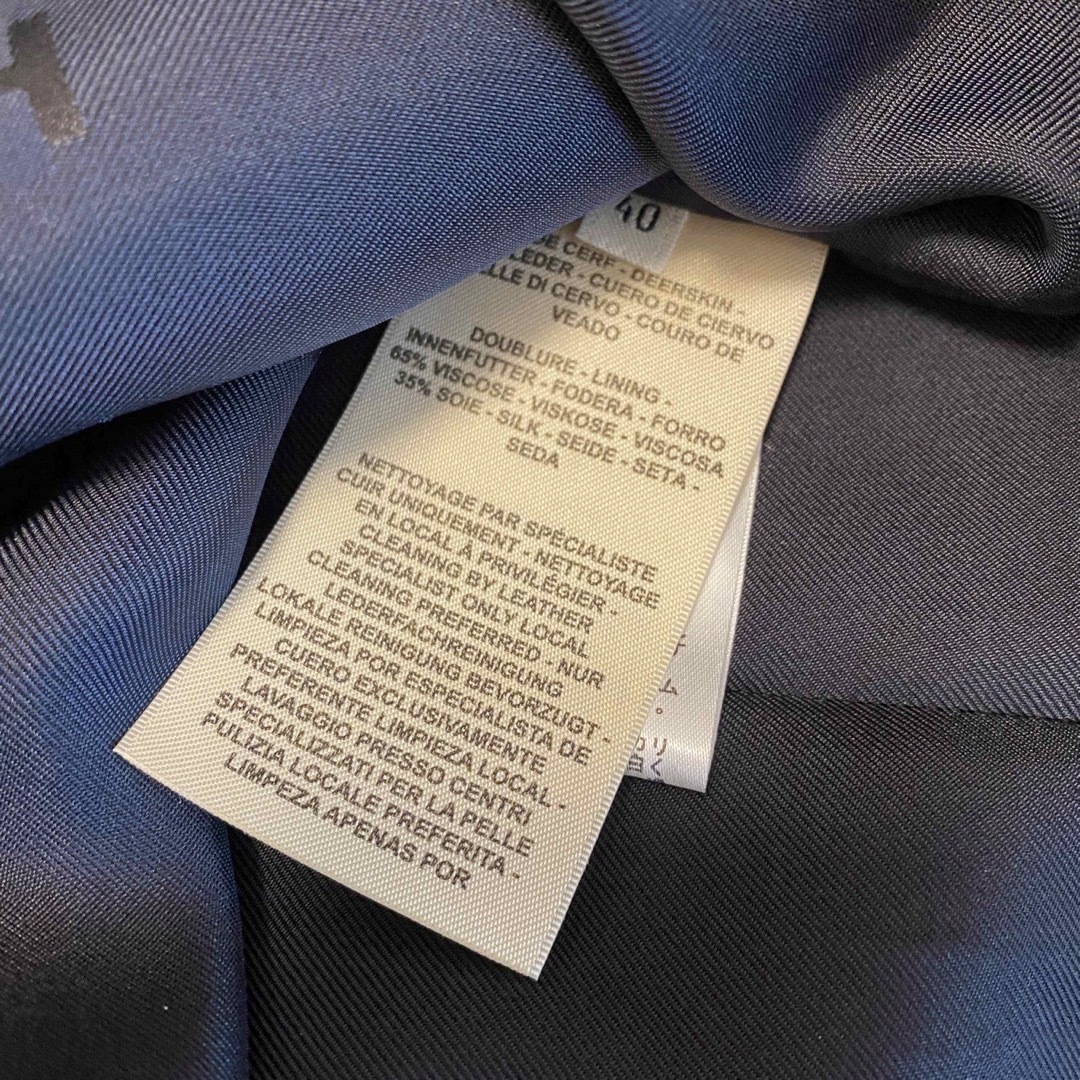 40
DE CERF - DEERSKIN -
LEDER - CUERO DE CIERVO
PELLE DI CERVO - COURO DE
VEADO
DOUBLURE - LINING -
INNENFUTTER - FODERA - FORRO
65% VISCOSE - VISKOSE - VISCOSA
35% SOIE - SILK - SEIDE - SETA -
SEDA
NETTOYAGE PAR SPÉCIALISTE
CUIR UNIQUEMENT - NETTOYAGE
EN LOCAL À PRIVILÉGIER -
CLEANING BY LEATHER
SPECIALIST ONLY LOCAL
CLEANING PREFERRED - NUR
LEDERFACHREINIGUNG
LOKALE REINIGUNG BEVORZUGT -
LIMPIEZA POR ESPECIALISTA DE
CUERO EXCLUSIVAMENTE
PREFERENTE LIMPIEZA LOCAL -
LAVAGGIO PRESSO CENTRI
SPECIALIZZATI PER LA PELLE
PULIZIA LOCALE PREFERITA -
LIMPEZA APENAS POR